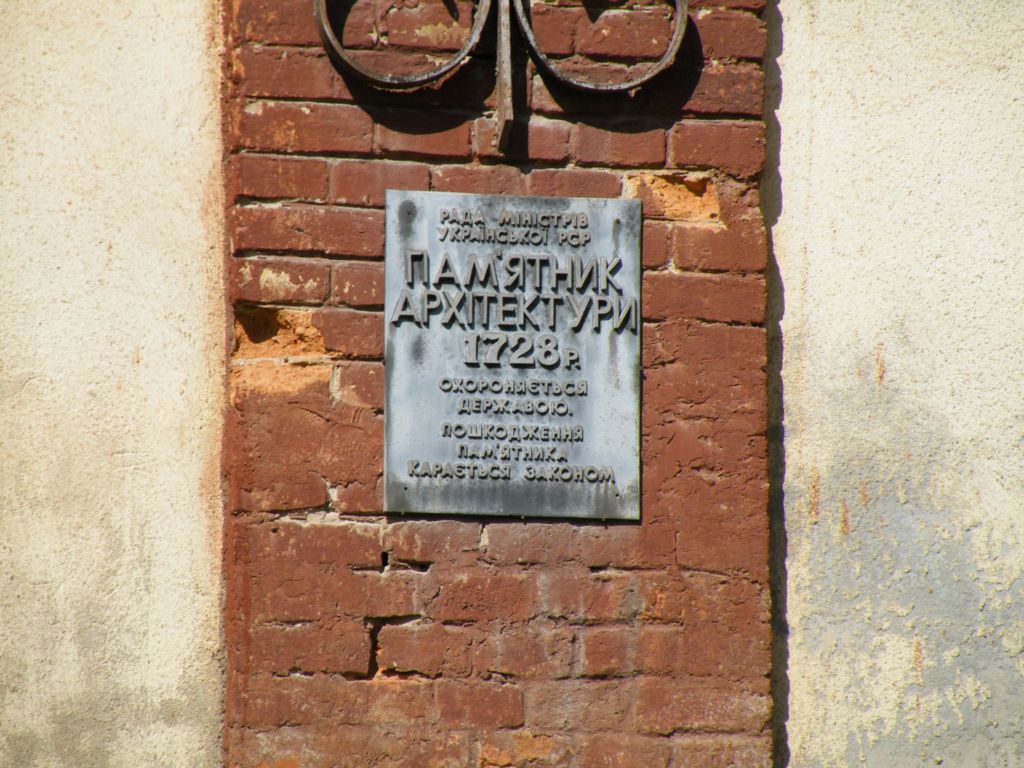 РАДА МІНІСТРІВ
УКРАЇНСЬКОЇ РСР
ПАМ'ЯТНИК
АРХІТЕКТУРИ
1728 Р.
ОХОРОНЯЄТЬСЯ
ДЕРЖАВОЮ.
ПОШКОДЖЕННЯ
ПАМ'ЯТНИКА
КАРАЄТЬСЯ ЗАКОНОМ